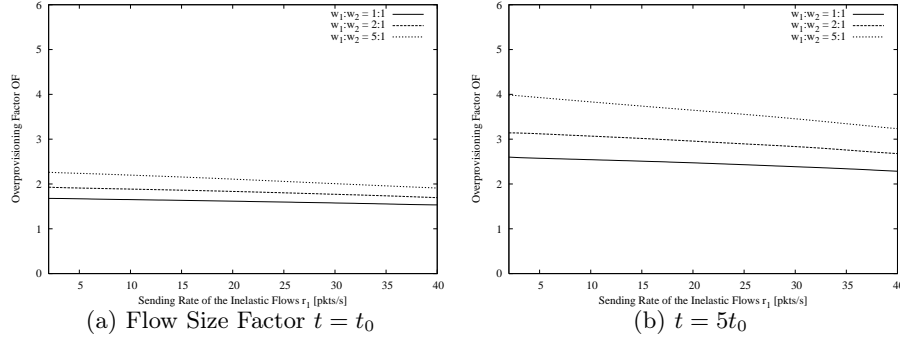 w₁:w₂ = 1:1
w₁:w₂ = 2:1
w₁:w₂ = 5:1
Overprovisioning Factor OF
6
5
4
3
2
1
0
5 10 15 20 25 30 35 40
Sending Rate of the Inelastic Flows r₁ [pkts/s]
(a) Flow Size Factor t = t₀
w₁:w₂ = 1:1
w₁:w₂ = 2:1
w₁:w₂ = 5:1
Overprovisioning Factor OF
6
5
4
3
2
1
0
5 10 15 20 25 30 35 40
Sending Rate of the Inelastic Flows r₁ [pkts/s]
(b) t = 5t₀